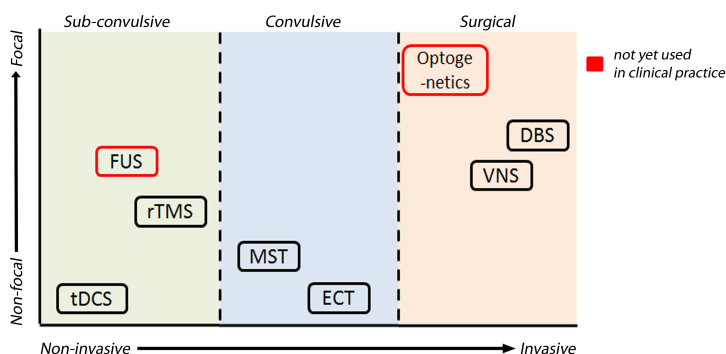 Sub-convulsive
Convulsive
Surgical
Focal
Non-focal
Optoge
-netics
not yet used
in clinical practice
DBS
FUS
VNS
rTMS
MST
tDCS
ECT
Non-invasive
Invasive